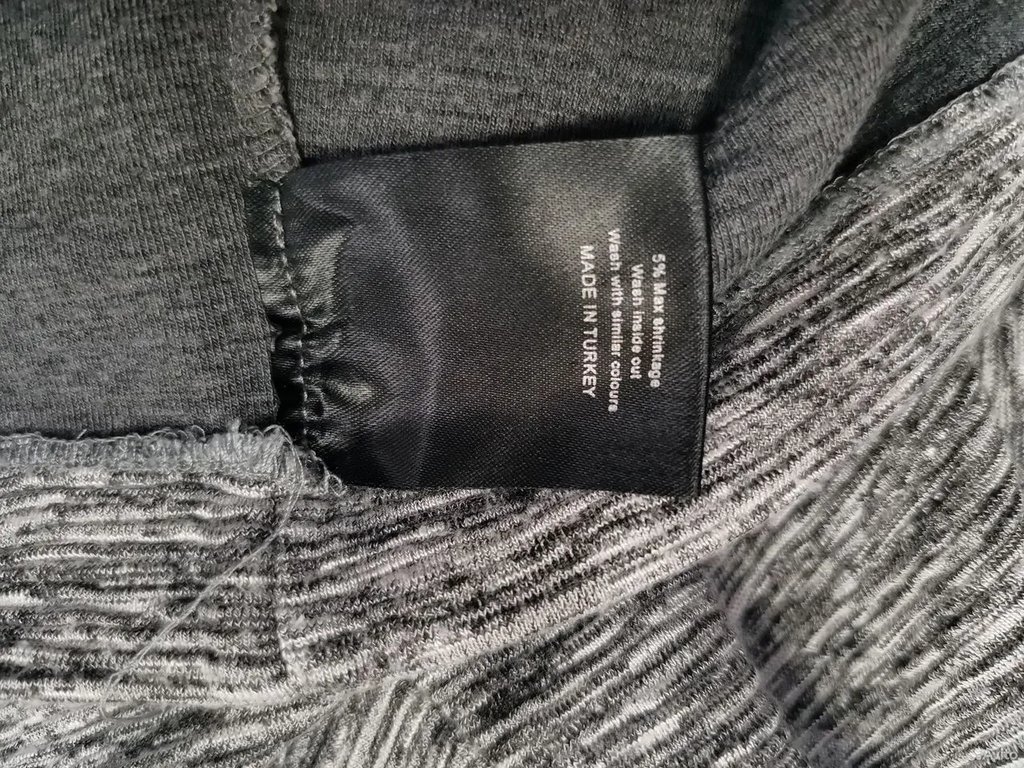 5% Max shrinkage
Wash inside out
Wash with similar colours
MADE IN TURKEY